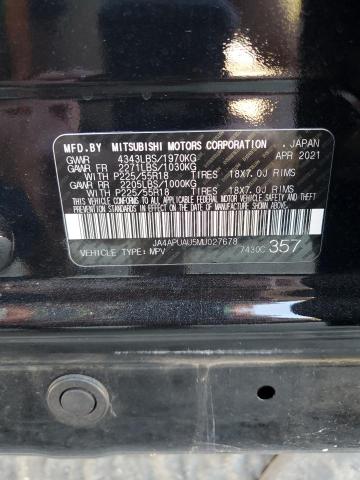 MFD.BY MITSUBISHI MOTORS CORPORATION , JAPAN
GVWR 4343LBS/1970KG APR 2021
GAWR FR 2271LBS/1030KG
WITH P225/55R18 TIRES, 18X7.0J RIMS
GAWR RR 2205LBS/1000KG
WITH P225/55R18 TIRES, 18X7.0J RIMS
THIS VEHICLE CONFORMS TO ALL APPLICABLE
FEDERAL MOTOR VEHICLE SAFETY STANDARDS
IN EFFECT ON THE DATE OF MANUFACTURE
SHOWN ABOVE.
JA4APUAU5MU027678
VEHICLE TYPE: MPV 7430C 357